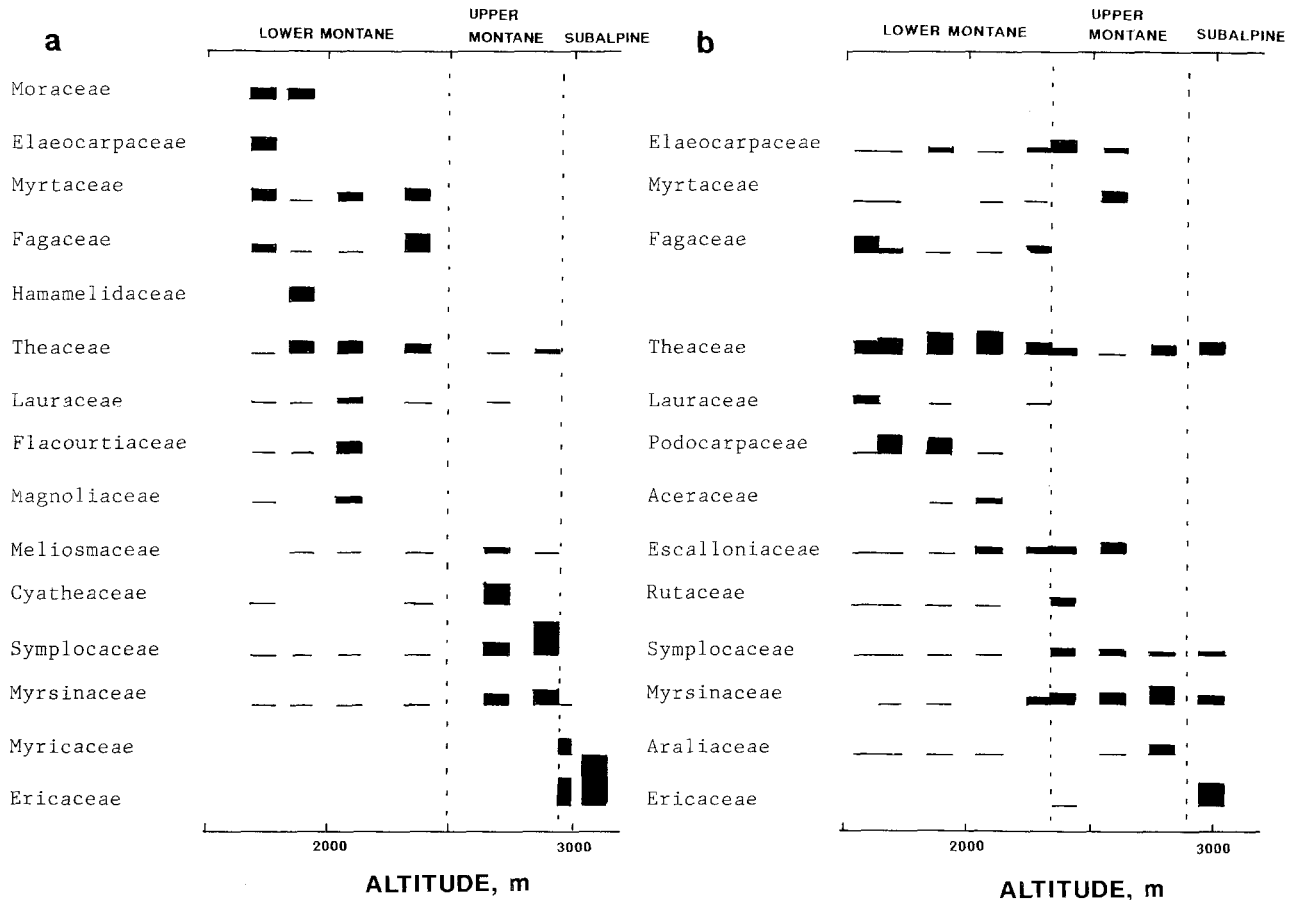 a
LOWER MONTANE
UPPER
MONTANE
SUBALPINE
Moraceae
Elaeocarpaceae
Myrtaceae
Fagaceae
Hamamelidaceae
Theaceae
Lauraceae
Flacourtiaceae
Magnoliaceae
Meliosmaceae
Cyatheaceae
Symplocaceae
Myrsinaceae
Myricaceae
Ericaceae
2000
3000
ALTITUDE, m
b
LOWER MONTANE
UPPER
MONTANE
SUBALPINE
Elaeocarpaceae
Myrtaceae
Fagaceae
Theaceae
Lauraceae
Podocarpaceae
Aceraceae
Escalloniaceae
Rutaceae
Symplocaceae
Myrsinaceae
Araliaceae
Ericaceae
2000
3000
ALTITUDE, m